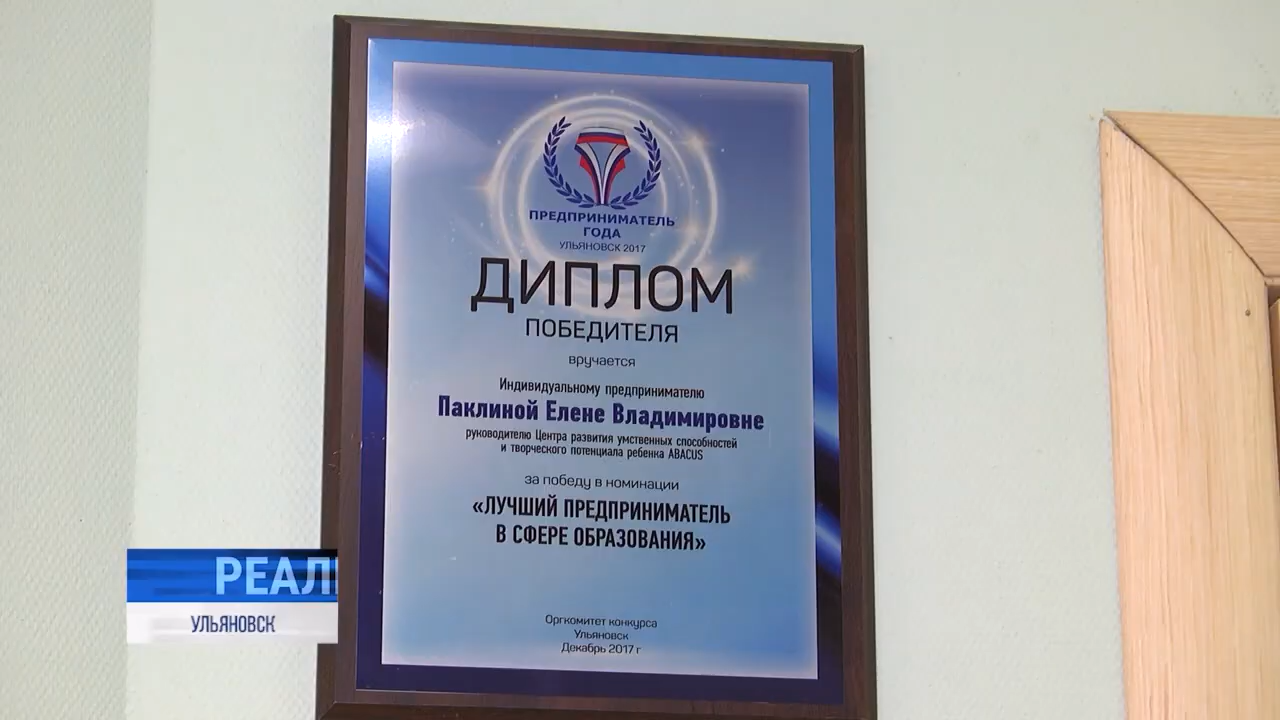 ПРЕДПРИНИМАТЕЛЬ
ГОДА
УЛЬЯНОВСК 2017
ДИПЛОМ
ПОБЕДИТЕЛЯ
вручается
Индивидуальному предпринимателю
Паклиной Елене Владимировне
руководителю Центра развития умственных способностей
и творческого потенциала ребенка ABACUS
за победу в номинации
«ЛУЧШИЙ ПРЕДПРИНИМАТЕЛЬ
В СФЕРЕ ОБРАЗОВАНИЯ»
Оргкомитет конкурса
Ульяновск
Декабрь 2017 г
УЛЬЯНОВСК